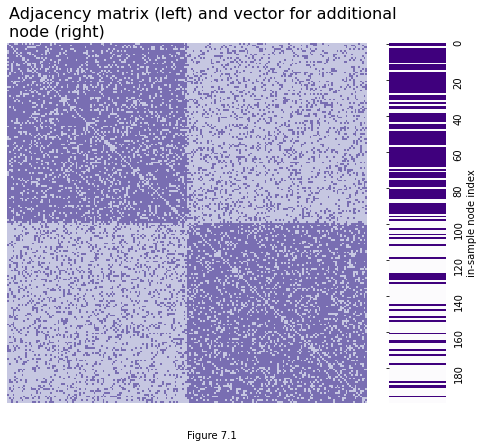 Adjacency matrix (left) and vector for additional
node (right)
0
20
40
60
80
100
120
140
160
180
in-sample node index
Figure 7.1